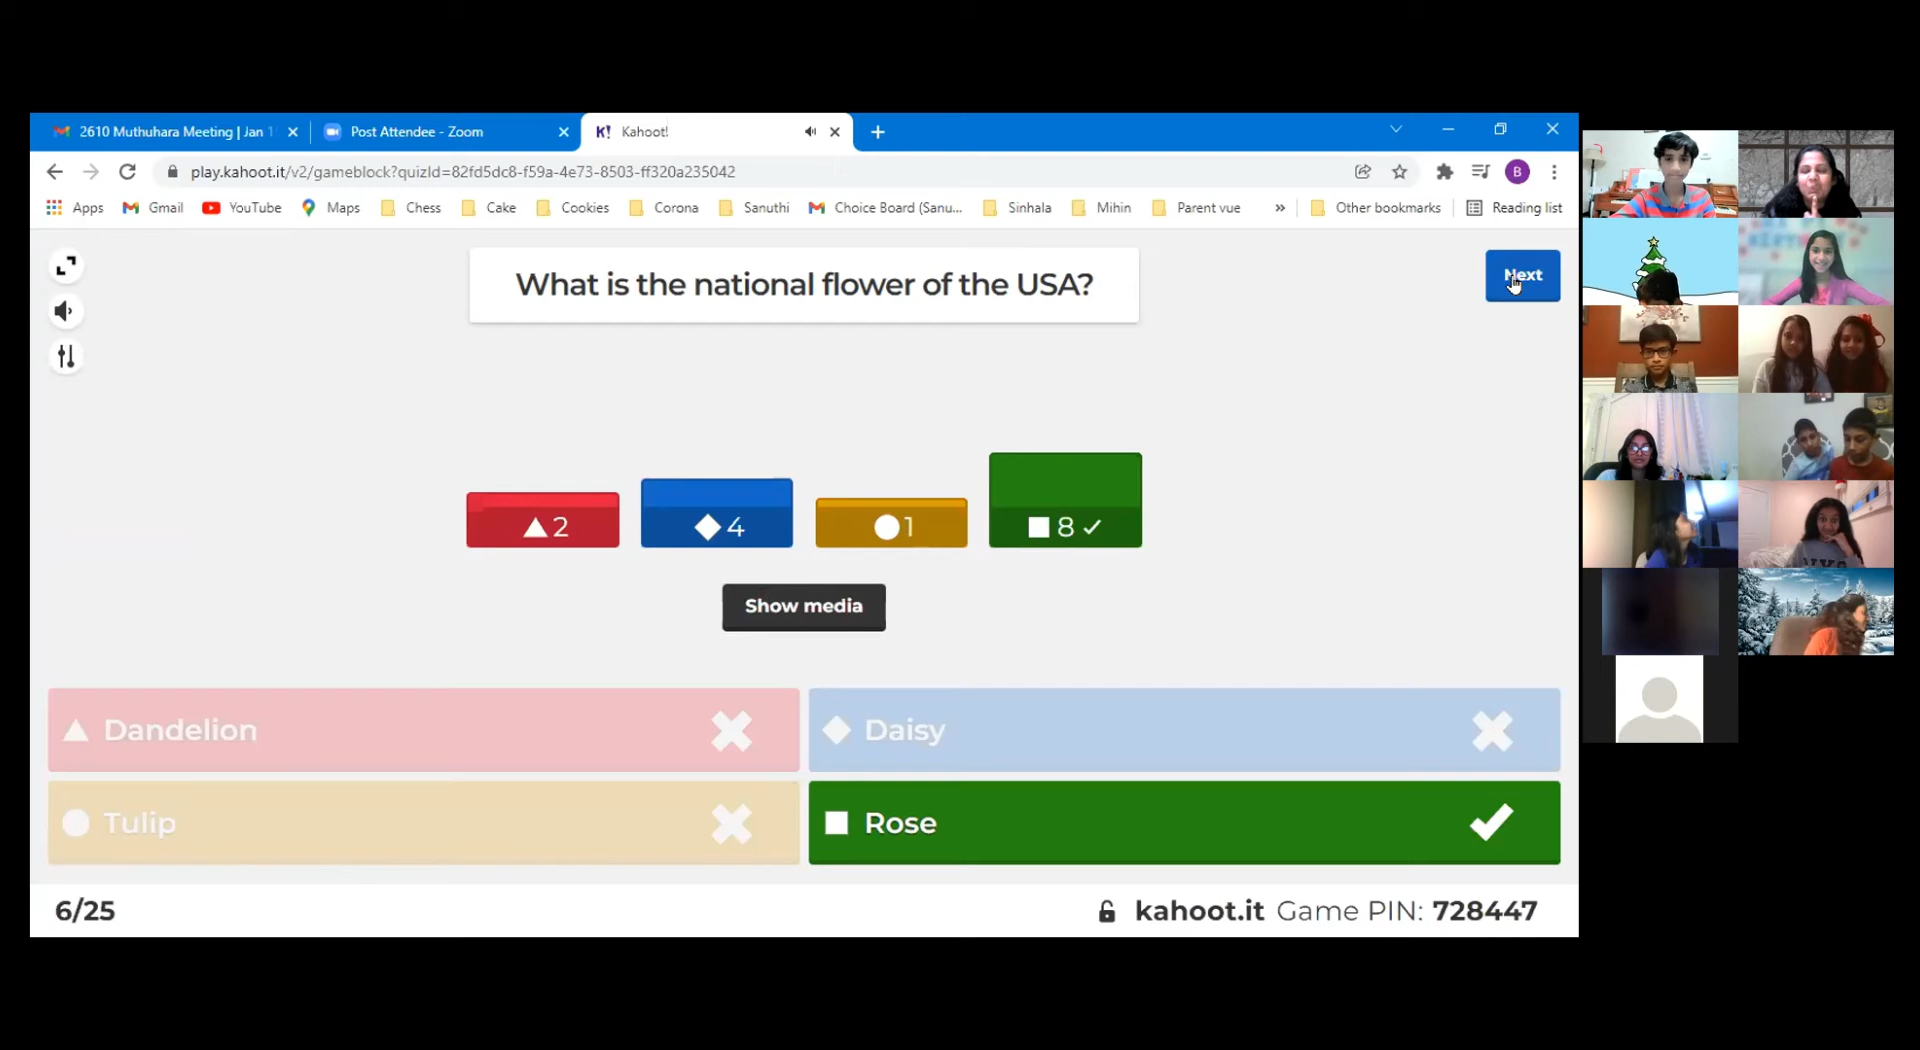 2610 Muthuhara Meeting | Jan 1
Post Attendee - Zoom
K! Kahoot!
play.kahoot.it/v2/gameblock?quizId=82fd5dc8-f59a-4e73-8503-ff320a235042
B
Apps Gmail YouTube Maps Chess Cake Cookies Corona Sanuthi Choice Board (Sanu... Sinhala Mihin Parent vue » Other bookmarks Reading list
What is the national flower of the USA?
Next
2 4 1 8
Show media
Dandelion
Daisy
Tulip
Rose
6/25
kahoot.it Game PIN: 728447